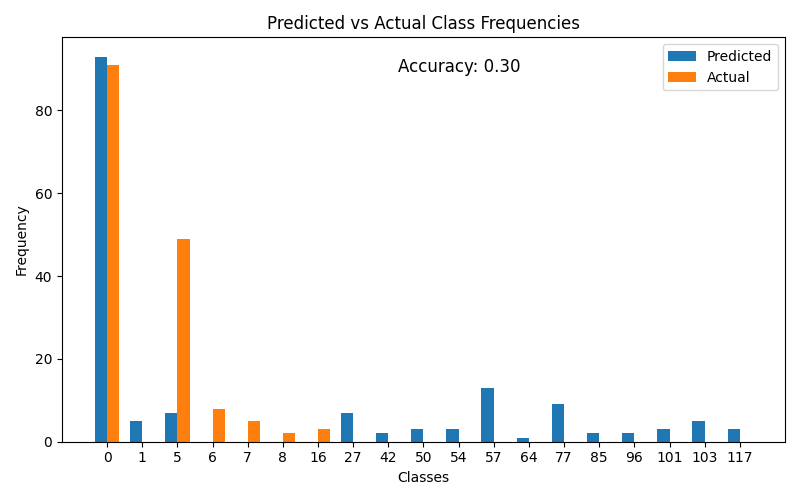 Predicted vs Actual Class Frequencies
Accuracy: 0.30
Predicted
Actual
Frequency
80
60
40
20
0
0 1 5 6 7 8 16 27 42 50 54 57 64 77 85 96 101 103 117
Classes